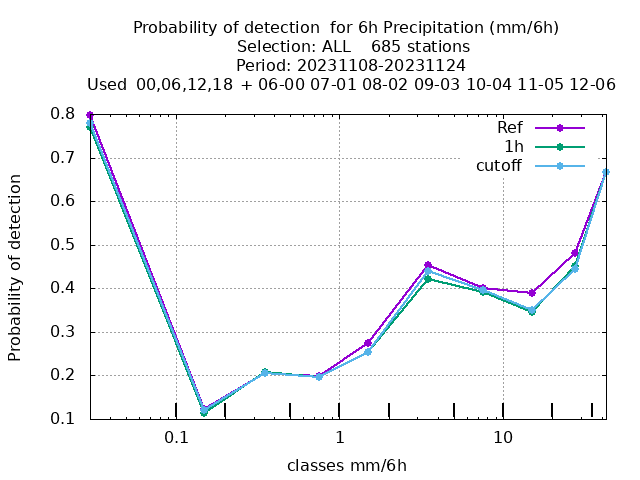 Probability of detection  for 6h Precipitation (mm/6h)
Selection: ALL    685 stations
Period: 20231108-20231124
Used  00,06,12,18  + 06-00 07-01 08-02 09-03 10-04 11-05 12-06
Ref
1h
cutoff
0.8
0.7
0.6
0.5
0.4
0.3
0.2
0.1
Probability of detection
0.1
1
10
classes mm/6h